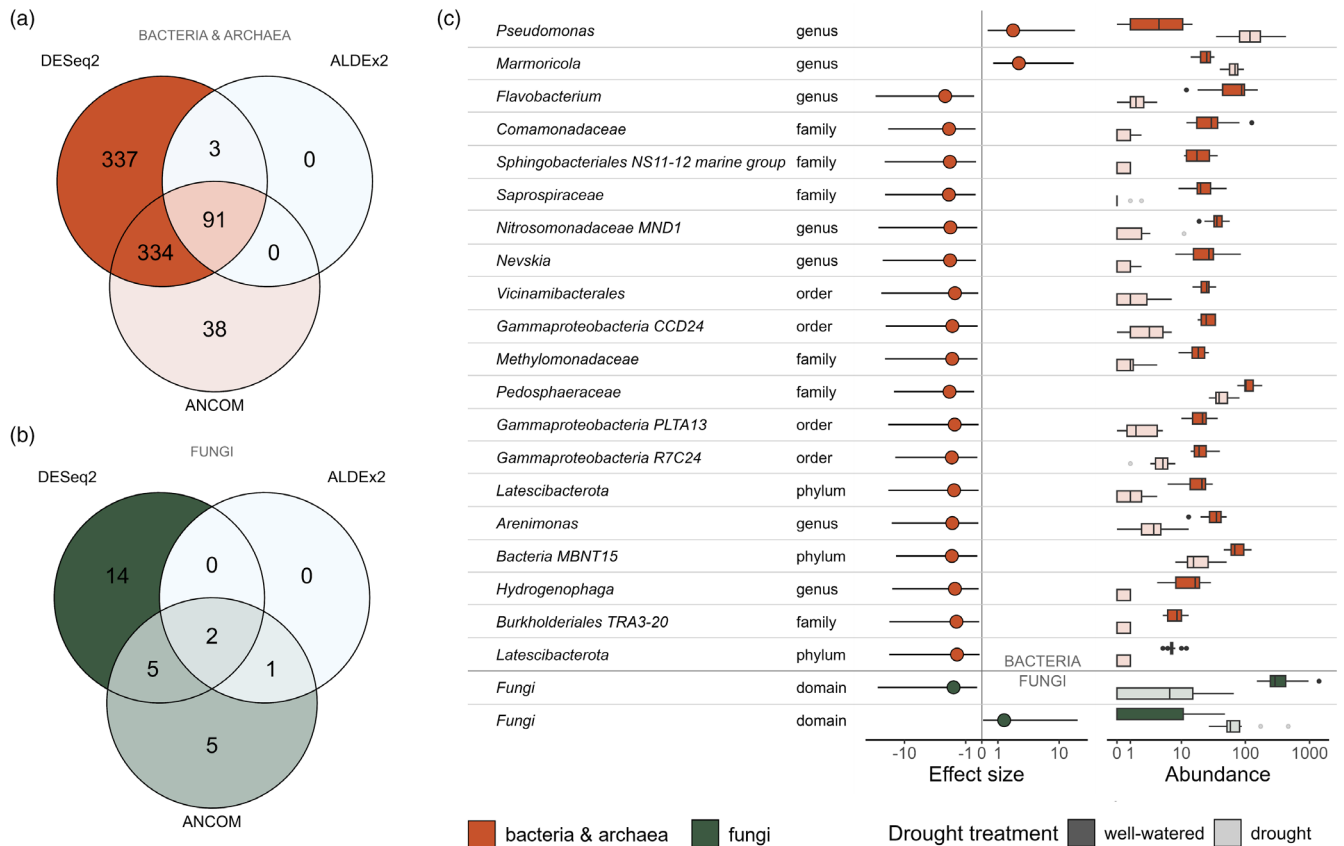 (a)
BACTERIA & ARCHAEA
DESeq2
ALDEx2
337
3
0
91
334
0
38
ANCOM
(b)
FUNGI
DESeq2
ALDEx2
14
0
0
2
5
1
5
ANCOM
(c)
Pseudomonas genus
Marmoricola genus
Flavobacterium genus
Comamonadaceae family
Sphingobacteriales NS11-12 marine group family
Saprospiraceae family
Nitrosomonadaceae MND1 genus
Nevskia genus
Vicinamibacterales order
Gammaproteobacteria CCD24 order
Methylomonadaceae family
Pedosphaeraceae family
Gammaproteobacteria PLTA13 order
Gammaproteobacteria R7C24 order
Latescibacterota phylum
Arenimonas genus
Bacteria MBNT15 phylum
Hydrogenophaga genus
Burkholderiales TRA3-20 family
Latescibacterota phylum
BACTERIA
FUNGI
Fungi domain
Fungi domain
-10 -1 1 10
Effect size
0 1 10 100 1000
Abundance
bacteria & archaea fungi
Drought treatment well-watered drought